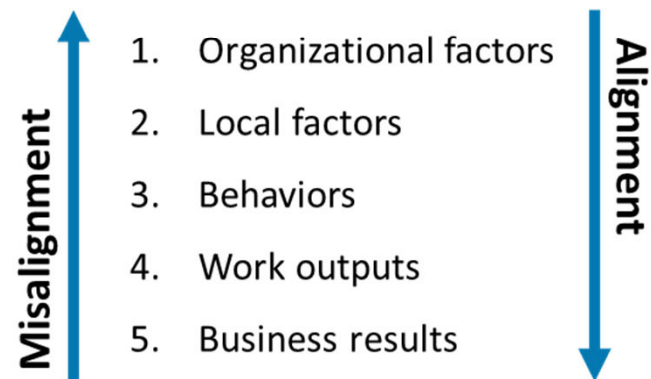 Misalignment
1. Organizational factors
2. Local factors
3. Behaviors
4. Work outputs
5. Business results
Alignment